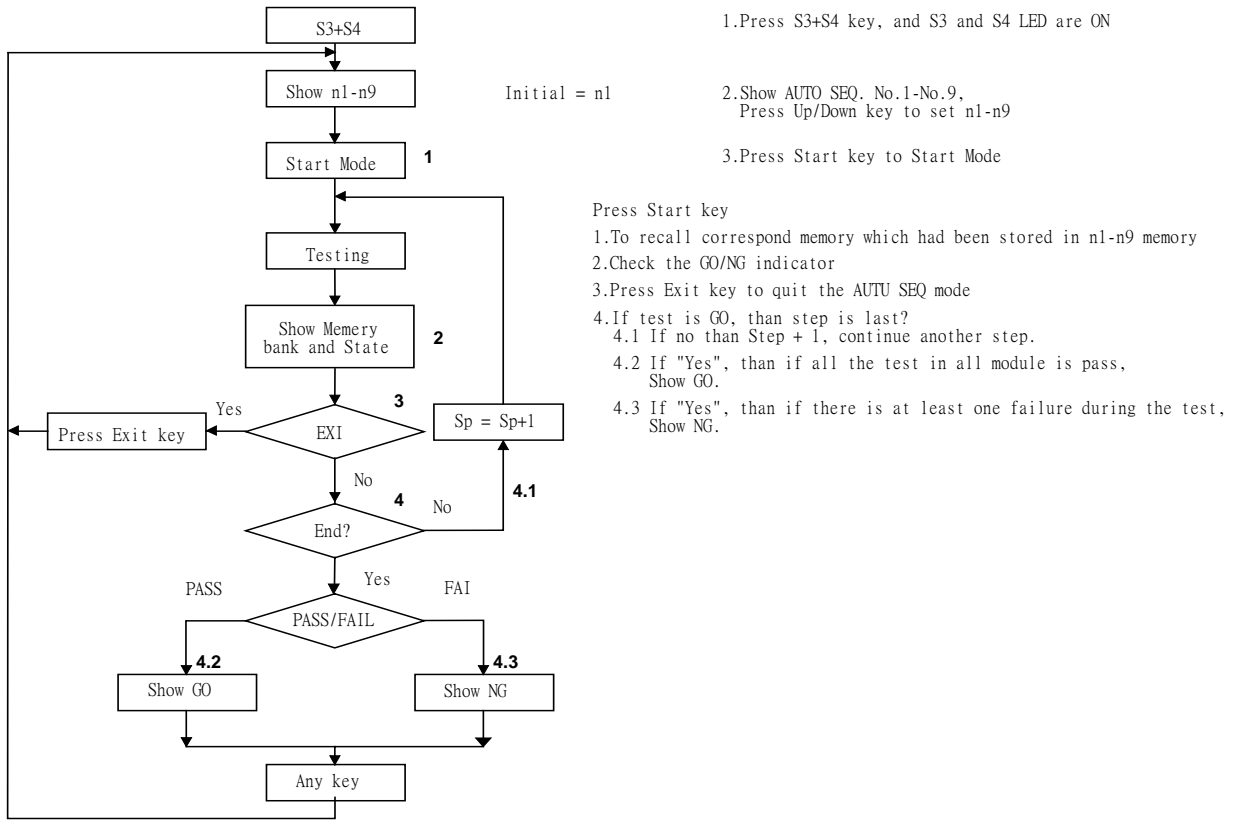 S3+S4
Show n1-n9
Initial = n1
Start Mode
1
Testing
Show Memery
bank and State
2
3
EXI
Yes
Press Exit key
Sp = Sp+1
No
4
End?
No
4.1
Yes
PASS
FAI
PASS/FAIL
4.2
4.3
Show GO
Show NG
Any key
1.Press S3+S4 key, and S3 and S4 LED are ON
2.Show AUTO SEQ. No.1-No.9,
Press Up/Down key to set n1-n9
3.Press Start key to Start Mode
Press Start key
1.To recall correspond memory which had been stored in n1-n9 memory
2.Check the GO/NG indicator
3.Press Exit key to quit the AUTU SEQ mode
4.If test is GO, than step is last?
4.1 If no than Step + 1, continue another step.
4.2 If "Yes", than if all the test in all module is pass,
Show GO.
4.3 If "Yes", than if there is at least one failure during the test,
Show NG.